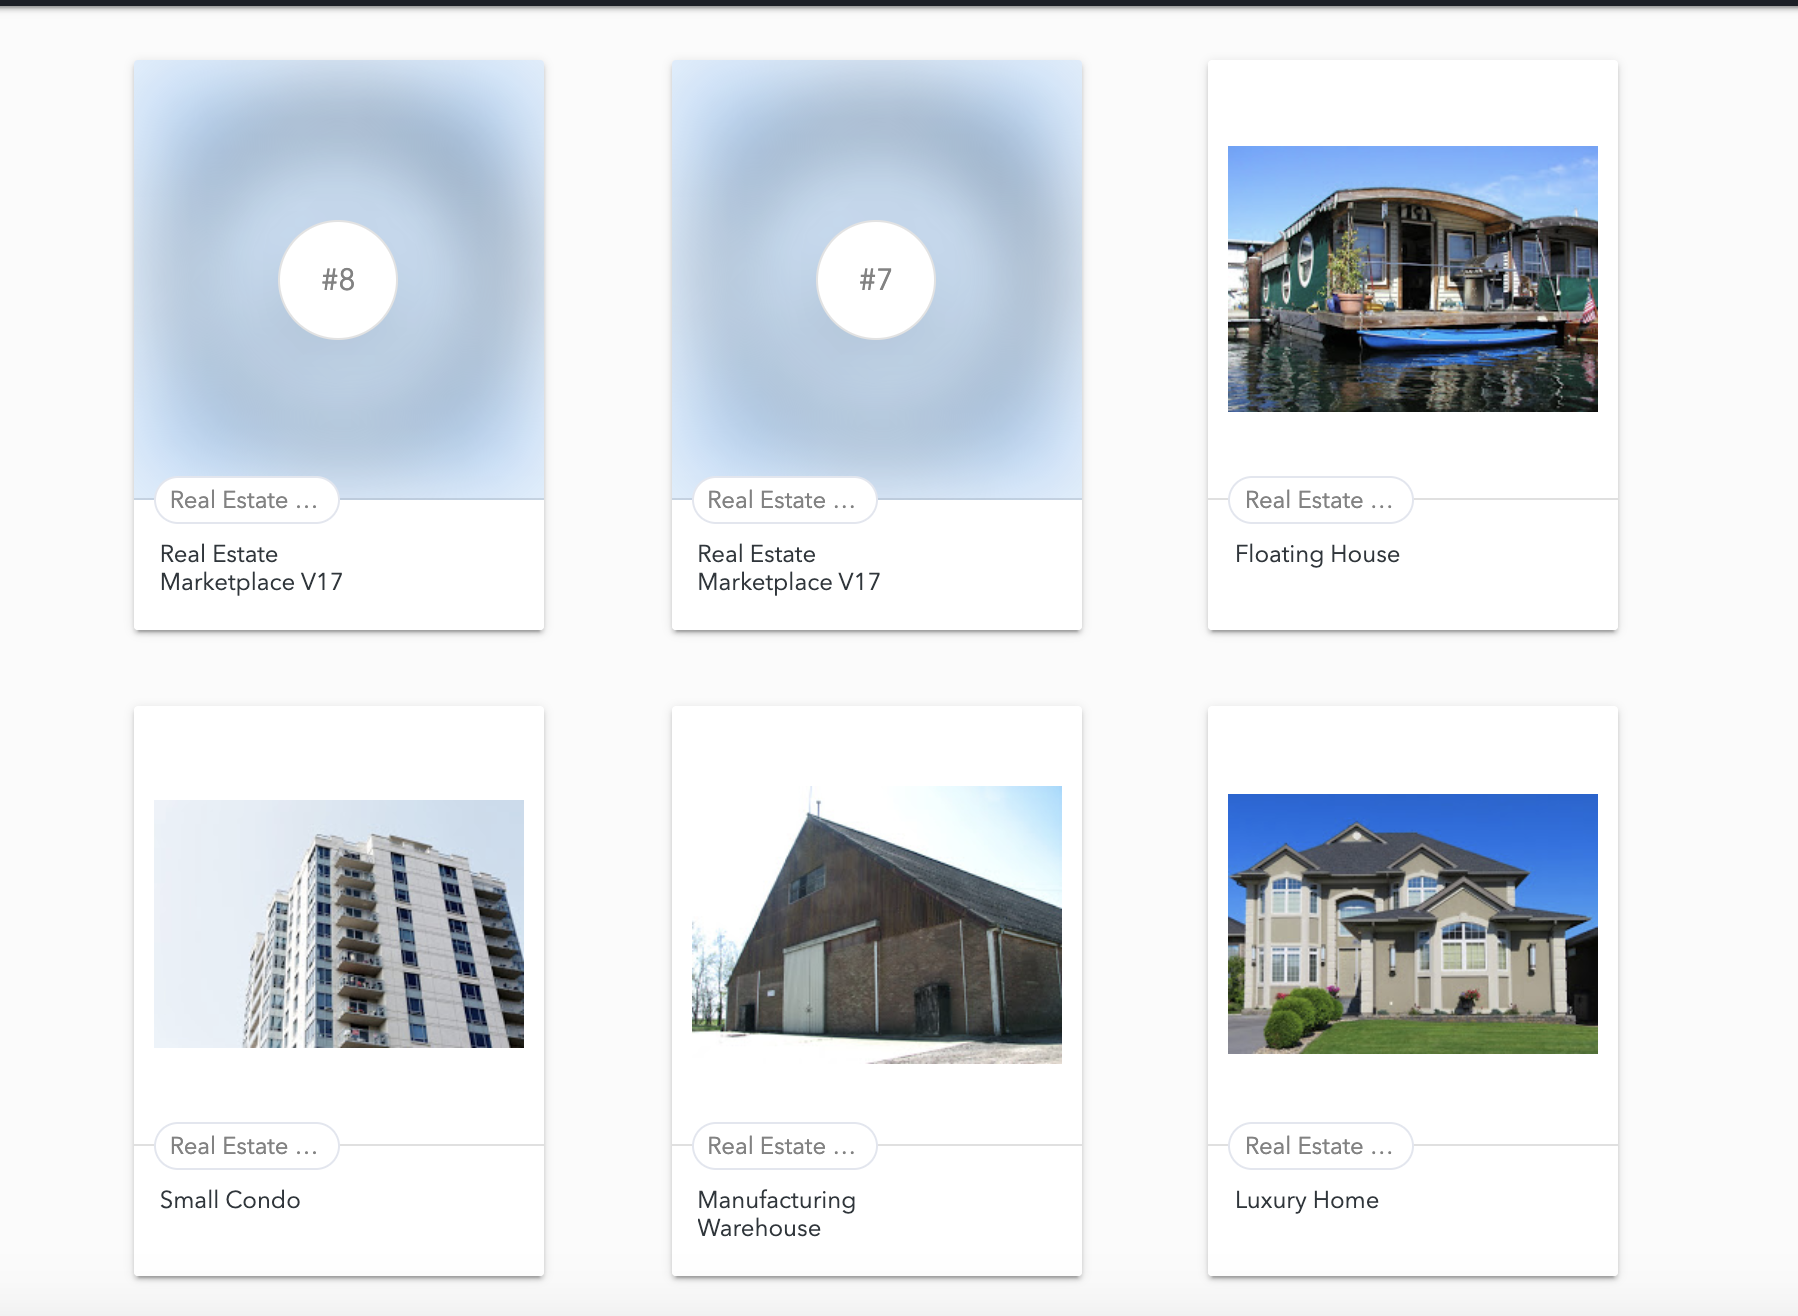 #8
Real Estate ...
Real Estate
Marketplace V17
#7
Real Estate ...
Real Estate
Marketplace V17
Real Estate ...
Floating House
Real Estate ...
Small Condo
Real Estate ...
Manufacturing
Warehouse
Real Estate ...
Luxury Home